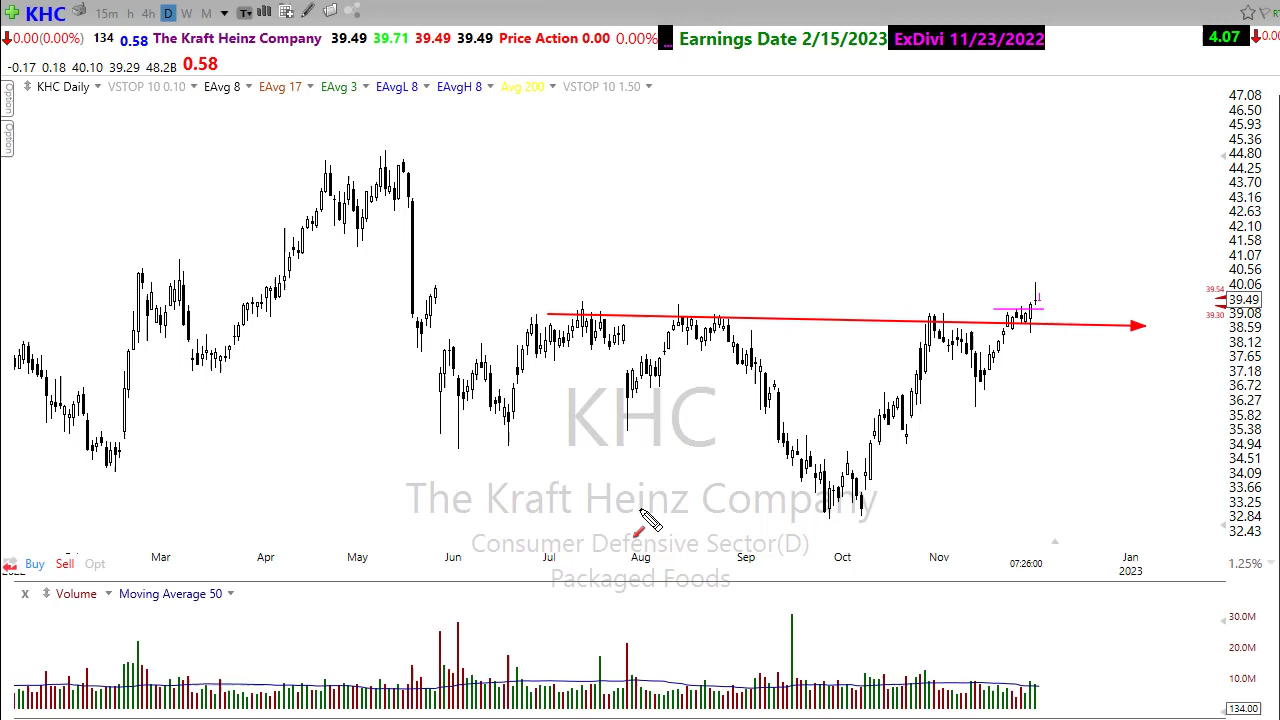 KHC 15m h 4h D W M T
0.00(0.00%) 134 0.58 The Kraft Heinz Company 39.49 39.71 39.49 39.49 Price Action 0.00 0.00% ... Earnings Date 2/15/2023 ExDivi 11/23/2022 4.07
-0.17 0.18 40.10 39.29 48.2B 0.58
KHC Daily VSTOP 10 0.10 EAvg 8 EAvg 17 EAvg 3 EAvgL 8 EAvgH 8 Avg 200 VSTOP 10 1.50
Option
Option
47.08
46.50
45.93
45.36
44.80
44.25
43.70
43.16
42.63
42.10
41.58
41.07
40.56
40.06
39.54
39.49
39.30
39.08
38.59
38.12
37.65
37.18
36.72
36.27
35.82
35.38
34.94
34.51
34.09
33.66
33.25
32.84
32.43
KHC
The Kraft Heinz Company
Consumer Defensive Sector(D)
Packaged Foods
Mar Apr May Jun Jul Aug Sep Oct Nov 07:26:00 Jan
2023
Buy Sell Opt 1.25%
x Volume Moving Average 50
30.0M
20.0M
10.0M
134.00